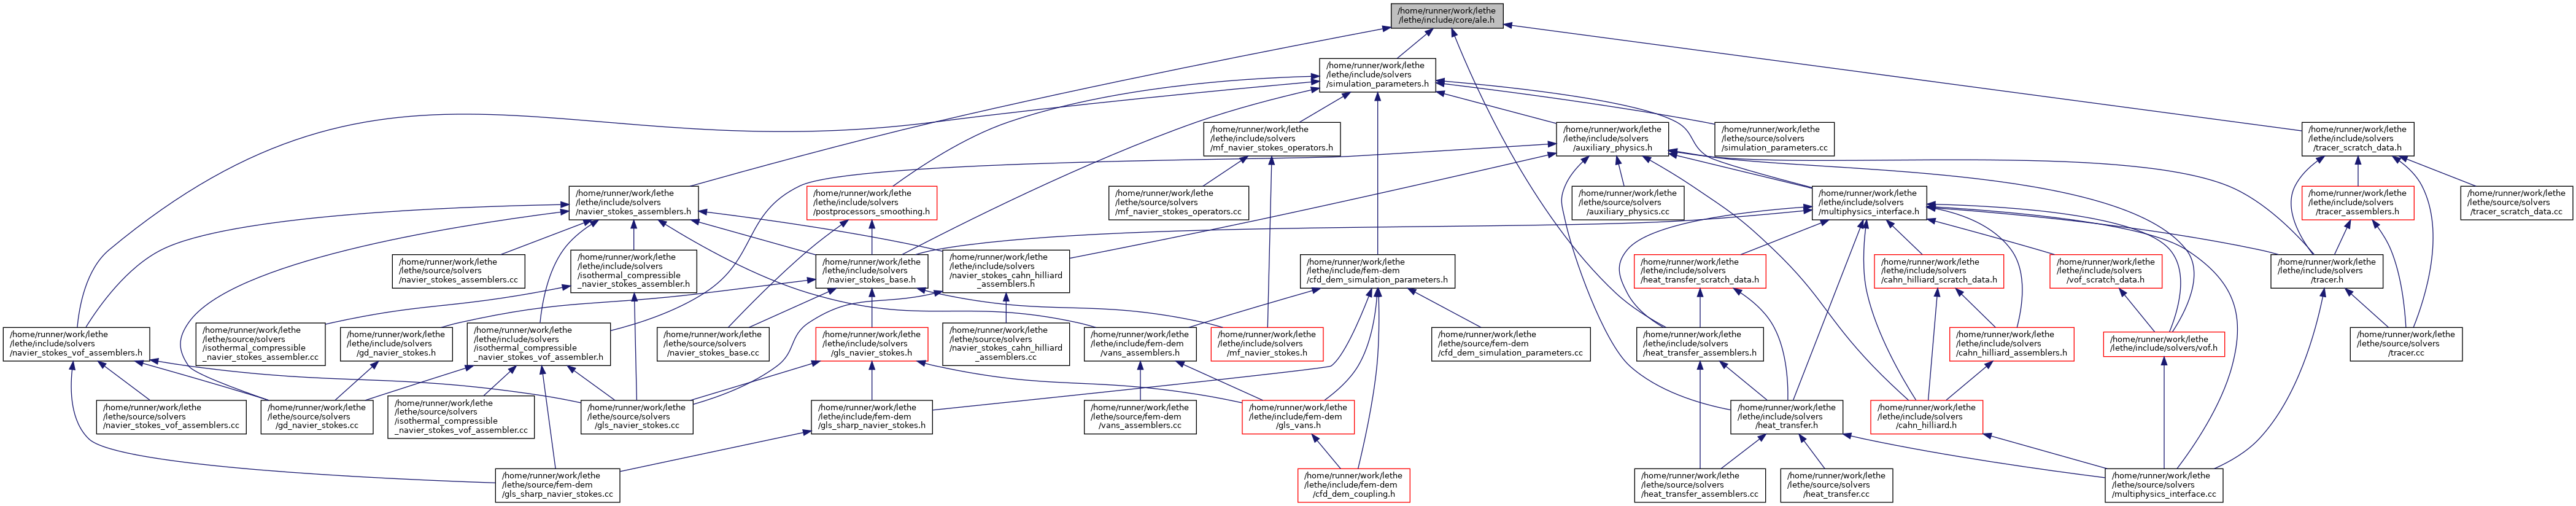 /home/runner/work/lethe
/lethe/include/core/ale.h
/home/runner/work/lethe
/lethe/include/solvers
/simulation_parameters.h
/home/runner/work/lethe
/lethe/include/solvers
/mf_navier_stokes_operators.h
/home/runner/work/lethe
/lethe/include/solvers
/auxiliary_physics.h
/home/runner/work/lethe
/lethe/source/solvers
/simulation_parameters.cc
/home/runner/work/lethe
/lethe/include/solvers
/tracer_scratch_data.h
/home/runner/work/lethe
/lethe/include/solvers
/navier_stokes_assemblers.h
/home/runner/work/lethe
/lethe/include/solvers
/postprocessors_smoothing.h
/home/runner/work/lethe
/lethe/source/solvers
/mf_navier_stokes_operators.cc
/home/runner/work/lethe
/lethe/source/solvers
/auxiliary_physics.cc
/home/runner/work/lethe
/lethe/include/solvers
/multiphysics_interface.h
/home/runner/work/lethe
/lethe/include/solvers
/tracer_assemblers.h
/home/runner/work/lethe
/lethe/source/solvers
/tracer_scratch_data.cc
/home/runner/work/lethe
/lethe/source/solvers
/navier_stokes_assemblers.cc
/home/runner/work/lethe
/lethe/include/solvers
/isothermal_compressible
_navier_stokes_assembler.h
/home/runner/work/lethe
/lethe/include/solvers
/navier_stokes_base.h
/home/runner/work/lethe
/lethe/include/solvers
/navier_stokes_cahn_hilliard
_assemblers.h
/home/runner/work/lethe
/lethe/include/fem-dem
/cfd_dem_simulation_parameters.h
/home/runner/work/lethe
/lethe/include/solvers
/heat_transfer_scratch_data.h
/home/runner/work/lethe
/lethe/include/solvers
/cahn_hilliard_scratch_data.h
/home/runner/work/lethe
/lethe/include/solvers
/vof_scratch_data.h
/home/runner/work/lethe
/lethe/include/solvers
/tracer.h
/home/runner/work/lethe
/lethe/include/solvers
/navier_stokes_vof_assemblers.h
/home/runner/work/lethe
/lethe/source/solvers
/isothermal_compressible
_navier_stokes_assembler.cc
/home/runner/work/lethe
/lethe/include/solvers
/gd_navier_stokes.h
/home/runner/work/lethe
/lethe/include/solvers
/isothermal_compressible
_navier_stokes_vof_assembler.h
/home/runner/work/lethe
/lethe/source/solvers
/navier_stokes_base.cc
/home/runner/work/lethe
/lethe/include/solvers
/gls_navier_stokes.h
/home/runner/work/lethe
/lethe/source/solvers
/navier_stokes_cahn_hilliard
_assemblers.cc
/home/runner/work/lethe
/lethe/include/fem-dem
/vans_assemblers.h
/home/runner/work/lethe
/lethe/include/solvers
/mf_navier_stokes.h
/home/runner/work/lethe
/lethe/source/fem-dem
/cfd_dem_simulation_parameters.cc
/home/runner/work/lethe
/lethe/include/solvers
/heat_transfer_assemblers.h
/home/runner/work/lethe
/lethe/include/solvers
/cahn_hilliard_assemblers.h
/home/runner/work/lethe
/lethe/include/solvers/vof.h
/home/runner/work/lethe
/lethe/source/solvers
/tracer.cc
/home/runner/work/lethe
/lethe/source/solvers
/navier_stokes_vof_assemblers.cc
/home/runner/work/lethe
/lethe/source/solvers
/gd_navier_stokes.cc
/home/runner/work/lethe
/lethe/source/solvers
/isothermal_compressible
_navier_stokes_vof_assembler.cc
/home/runner/work/lethe
/lethe/source/solvers
/gls_navier_stokes.cc
/home/runner/work/lethe
/lethe/include/fem-dem
/gls_sharp_navier_stokes.h
/home/runner/work/lethe
/lethe/source/fem-dem
/vans_assemblers.cc
/home/runner/work/lethe
/lethe/include/fem-dem
/gls_vans.h
/home/runner/work/lethe
/lethe/include/solvers
/heat_transfer.h
/home/runner/work/lethe
/lethe/include/solvers
/cahn_hilliard.h
/home/runner/work/lethe
/lethe/source/fem-dem
/gls_sharp_navier_stokes.cc
/home/runner/work/lethe
/lethe/include/fem-dem
/cfd_dem_coupling.h
/home/runner/work/lethe
/lethe/source/solvers
/heat_transfer_assemblers.cc
/home/runner/work/lethe
/lethe/source/solvers
/heat_transfer.cc
/home/runner/work/lethe
/lethe/source/solvers
/multiphysics_interface.cc